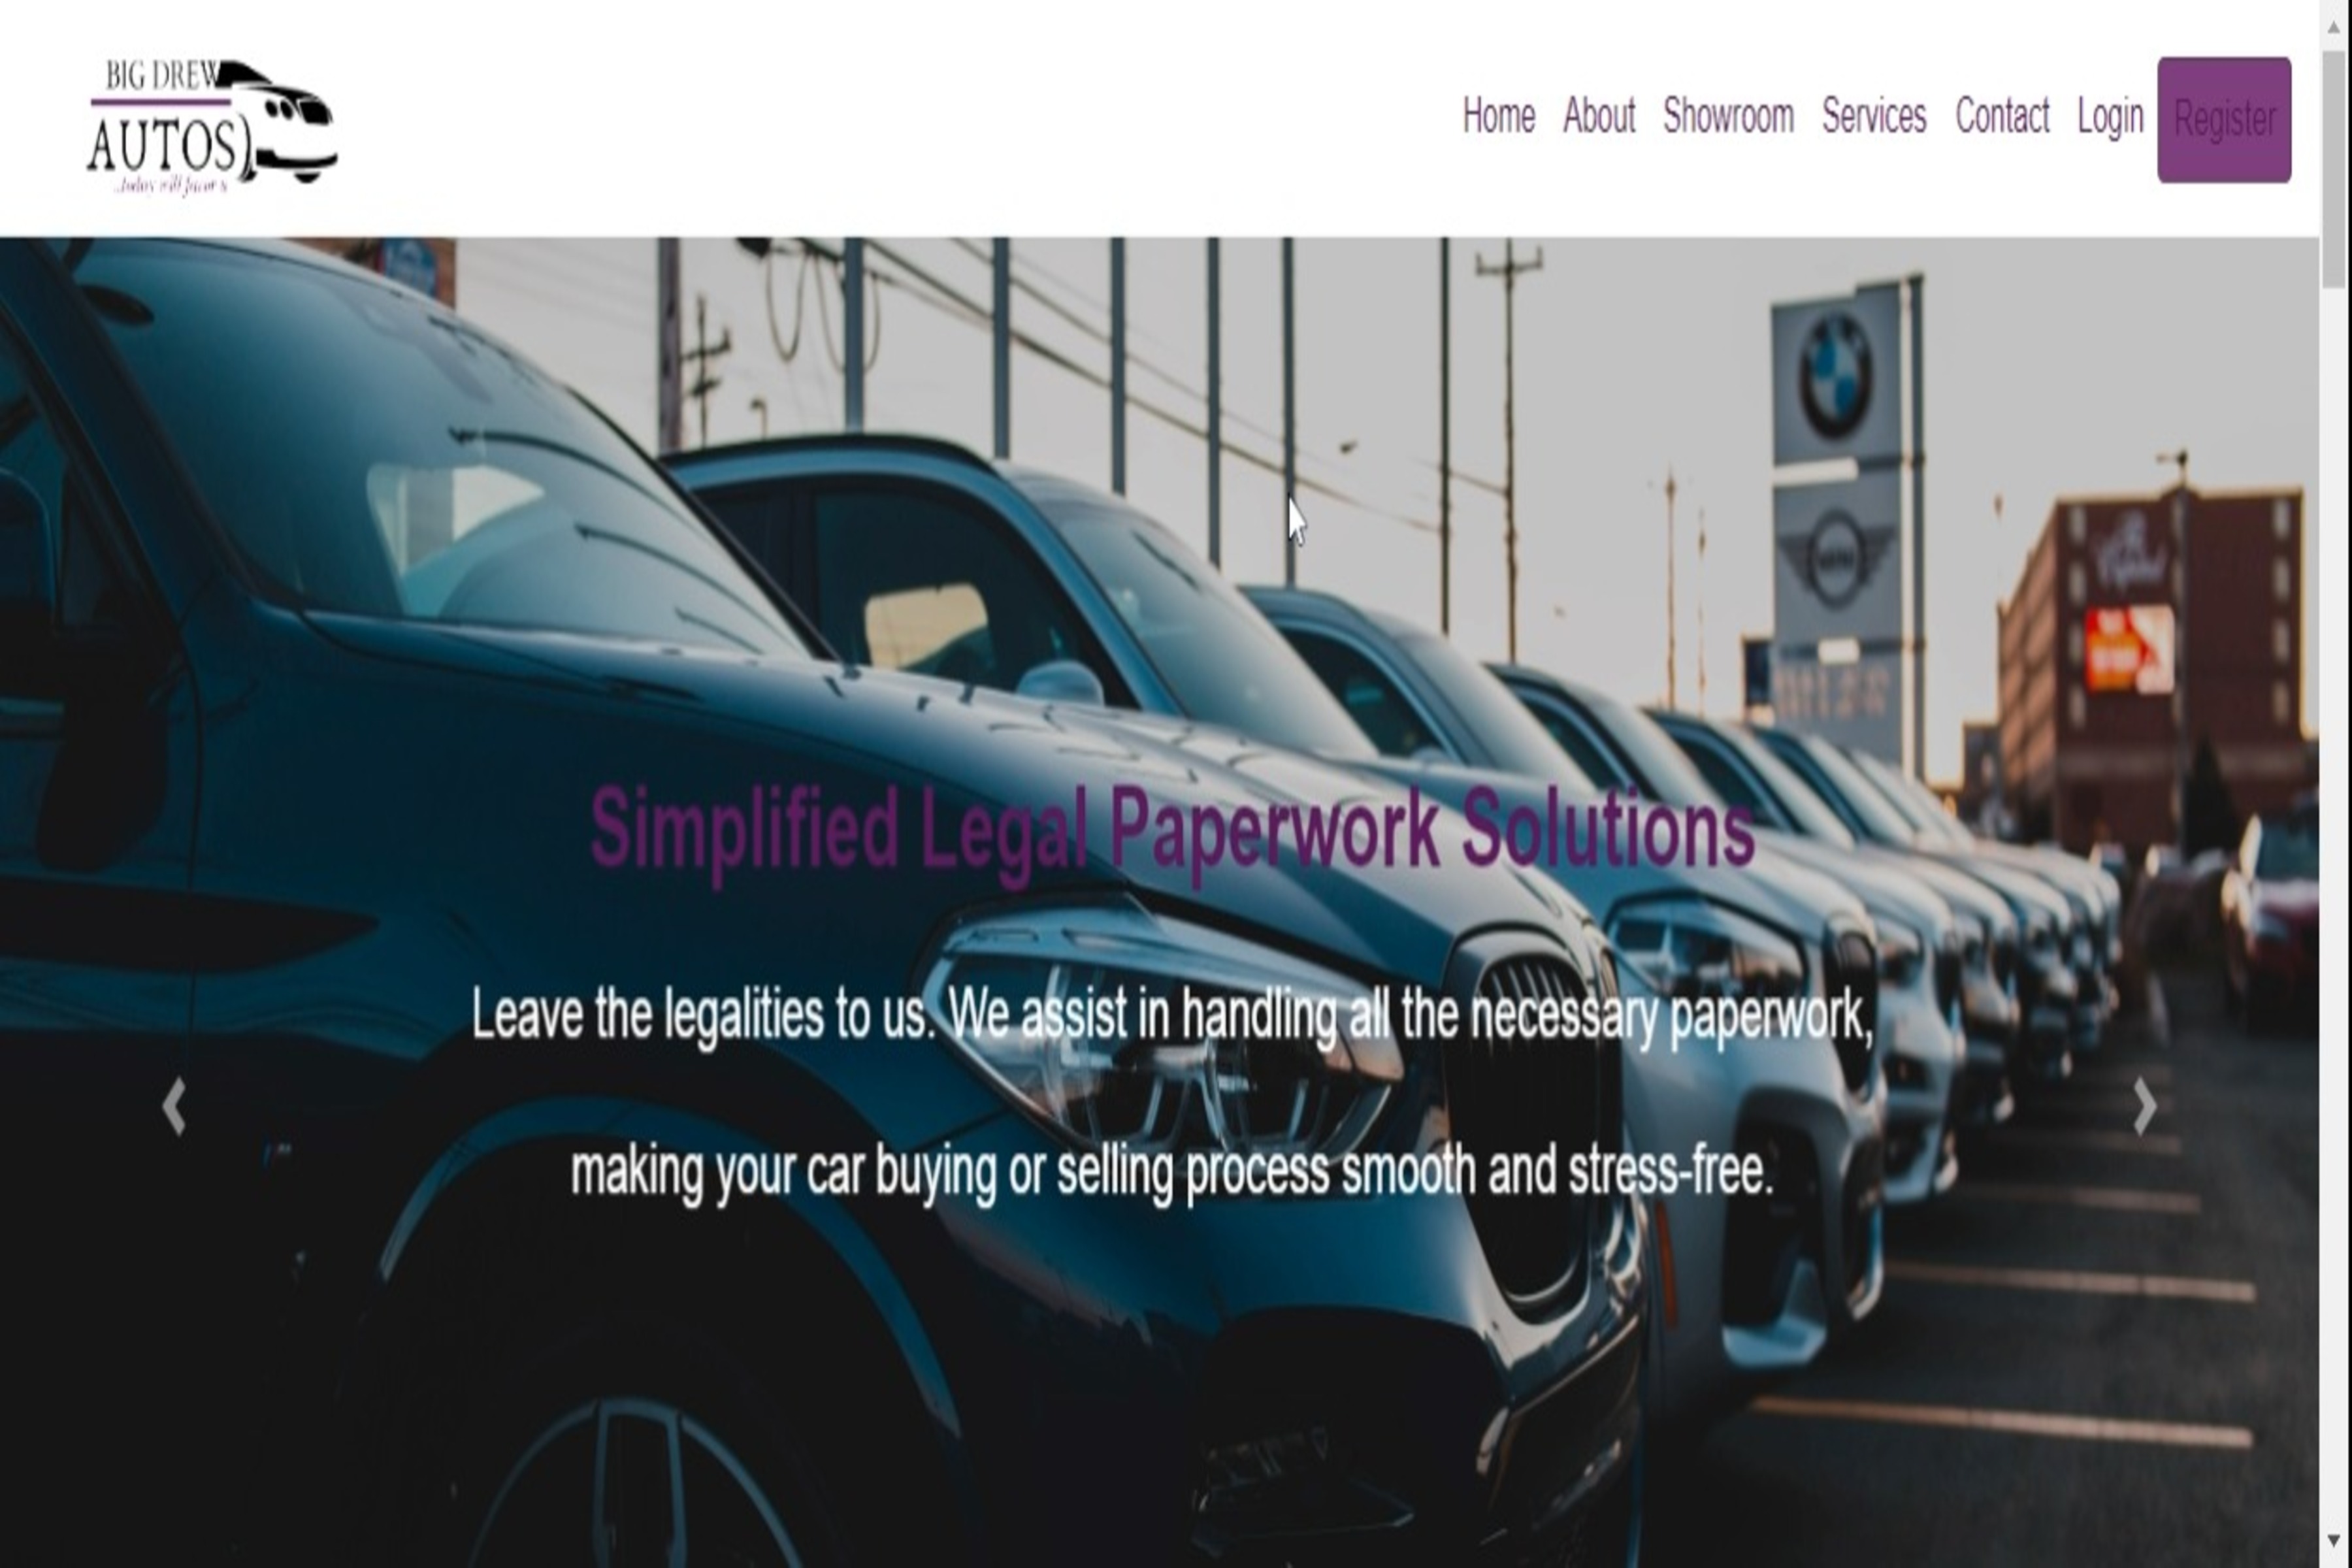 BIG DREW
AUTOS
Home About Showroom Services Contact Login Register
Simplified Legal Paperwork Solutions
Leave the legalities to us. We assist in handling all the necessary paperwork,
making your car buying or selling process smooth and stress-free.